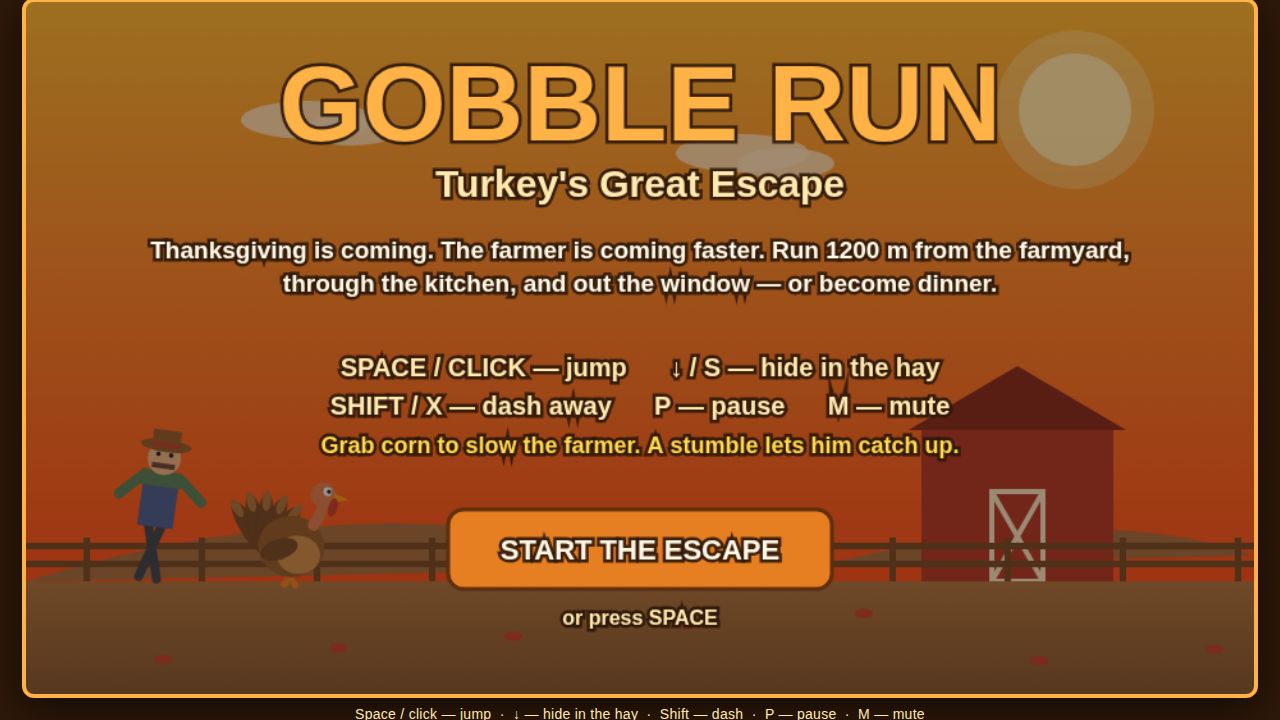 GOBBLE RUN
Turkey's Great Escape
Thanksgiving is coming. The farmer is coming faster. Run 1200 m from the farmyard,
through the kitchen, and out the window — or become dinner.
SPACE / CLICK — jump ↓ / S — hide in the hay
SHIFT / X — dash away P — pause M — mute
Grab corn to slow the farmer. A stumble lets him catch up.
START THE ESCAPE
or press SPACE
Space / click — jump · ↓ — hide in the hay · Shift — dash · P — pause · M — mute